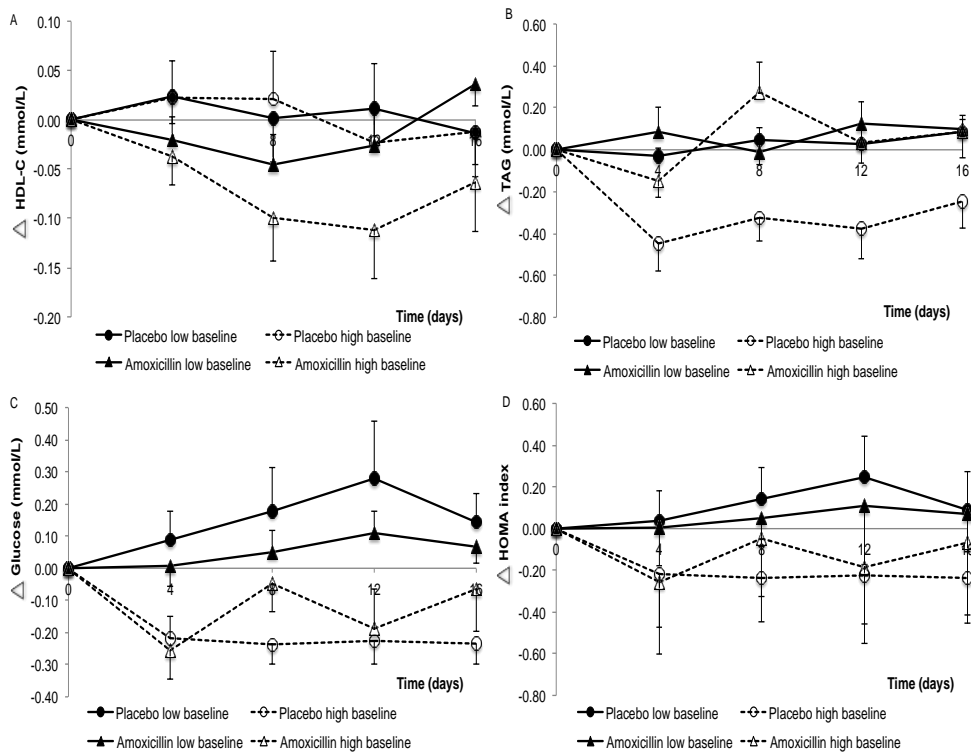 A
△ HDL-C (mmol/L)
0.10
0.05
0.00
-0.05
-0.10
-0.15
-0.20
0 4 8 12 16
Time (days)
Placebo low baseline Placebo high baseline
Amoxicillin low baseline Amoxicillin high baseline
B
△ TAG (mmol/L)
0.60
0.40
0.20
0.00
-0.20
-0.40
-0.60
-0.80
0 4 8 12 16
Time (days)
Placebo low baseline Placebo high baseline
Amoxicillin low baseline Amoxicillin high baseline
C
△ Glucose (mmol/L)
0.50
0.40
0.30
0.20
0.10
0.00
-0.10
-0.20
-0.30
-0.40
0 4 8 12 16
Time (days)
Placebo low baseline Placebo high baseline
Amoxicillin low baseline Amoxicillin high baseline
D
△ HOMA index
0.80
0.60
0.40
0.20
0.00
-0.20
-0.40
-0.60
-0.80
0 4 8 12 16
Time (days)
Placebo low baseline Placebo high baseline
Amoxicillin low baseline Amoxicillin high baseline